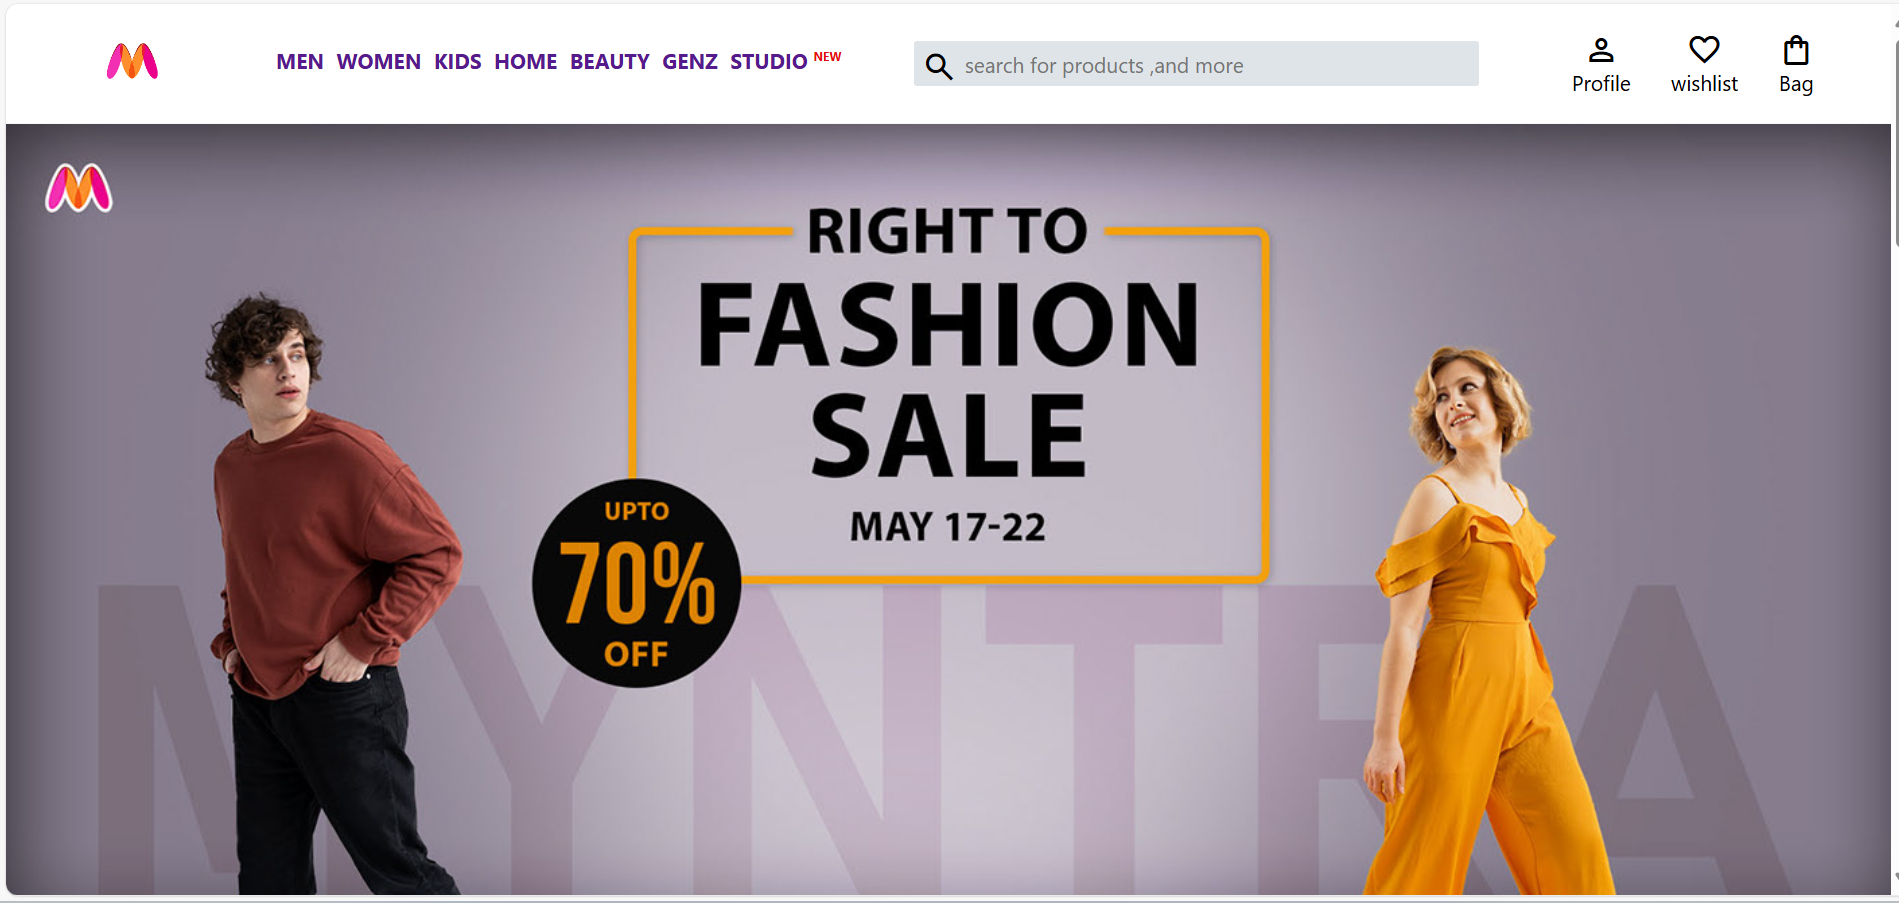 MEN WOMEN KIDS HOME BEAUTY GENZ STUDIO NEW
search for products ,and more
Profile wishlist Bag
RIGHT TO
FASHION
SALE
MAY 17-22
UPTO
70%
OFF
MYNTRA